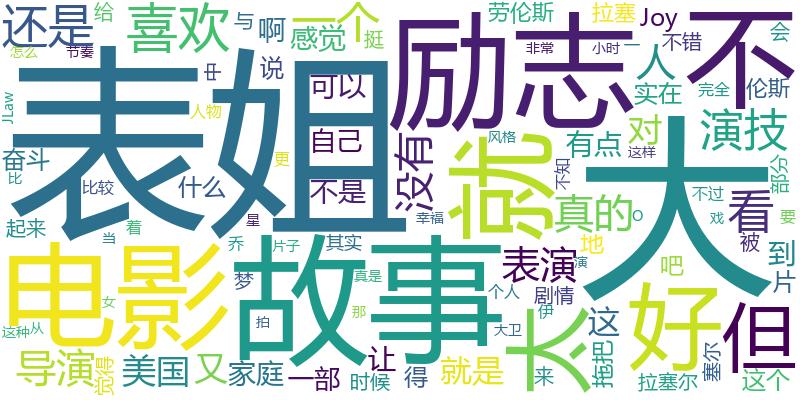 还是
给
喜欢
与
啊
一个
劳伦斯
拉塞
Joy
会
怎么
节奏
中
说
感觉
挺
非常
小时
一
不错
不
JLaw
人物
可以
励志
人
实在
完全
伦斯
表姐
大
奋斗
更
自己
没有
就
风格
有点
对
演技
比
比较
什么
不是
不知
这样
部分
起来
当
着
星
幸福
真的
。
不过
戏
看
要
电影
乔
片子
其实
故事
表演
地
被
到
梦
真是
那
演
吧
片
女
拍
个人
剧情
太
这
好
但
这种
从
大卫
伊
导演
觉得
美国
又
家庭
一部
让
时候
得
就是
来
拖把
拉塞尔
塞尔
这个